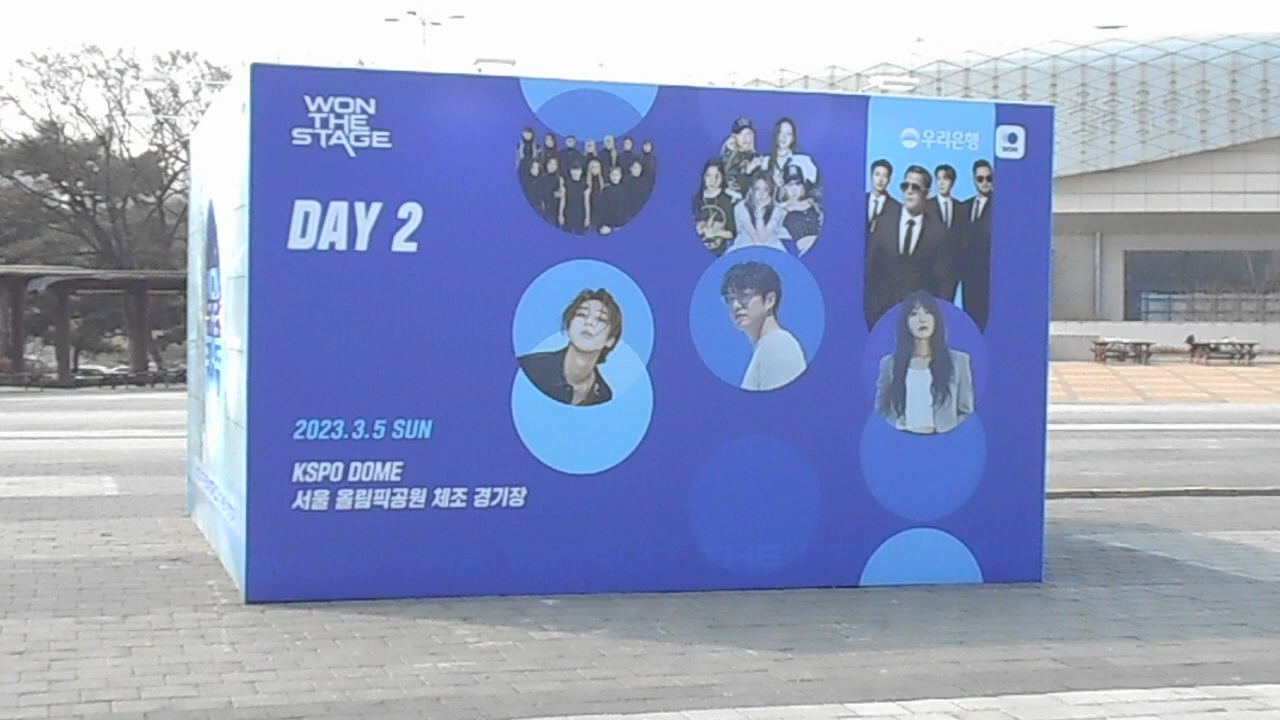 WON
THE
STAGE
DAY 2
2023.3.5 SUN
KSPO DOME
서울 올림픽공원 체조 경기장
우리은행
WON